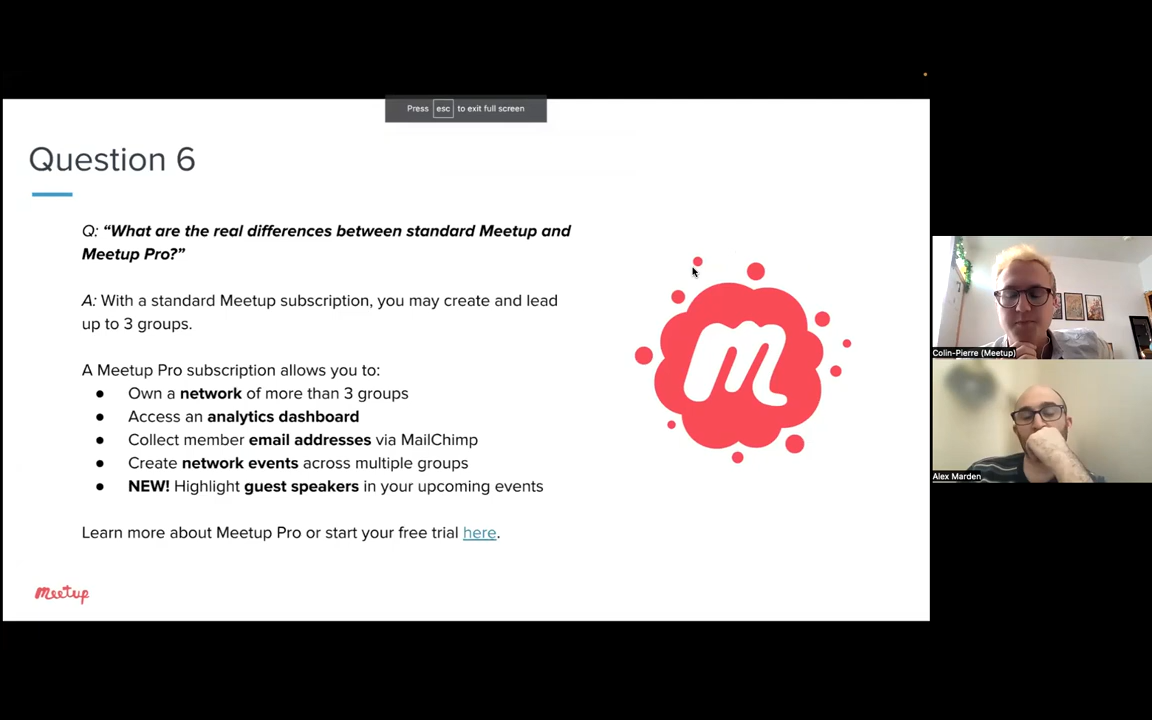 Press esc to exit full screen
Question 6
Q: “What are the real differences between standard Meetup and
Meetup Pro?”
A: With a standard Meetup subscription, you may create and lead
up to 3 groups.
A Meetup Pro subscription allows you to:
● Own a network of more than 3 groups
● Access an analytics dashboard
● Collect member email addresses via MailChimp
● Create network events across multiple groups
● NEW! Highlight guest speakers in your upcoming events
Learn more about Meetup Pro or start your free trial here.
meetup
m
Colin-Pierre (Meetup)
Alex Marden